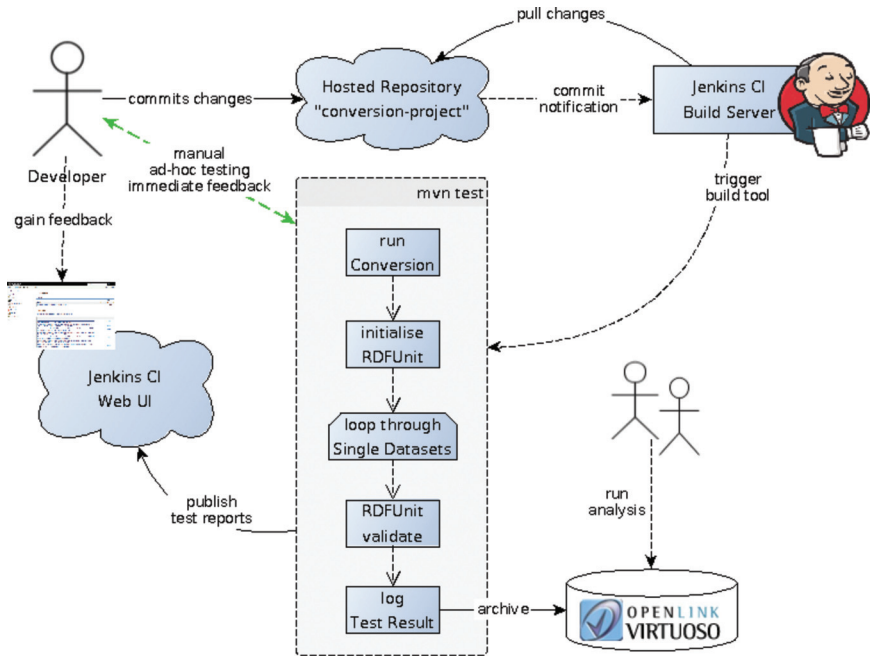 pull changes
Hosted Repository
"conversion-project"
commits changes
commit
notification
Jenkins CI
Build Server
Developer
manual
ad-hoc testing
immediate feedback
trigger
build tool
mvn test
gain feedback
run
Conversion
initialise
RDFUnit
Jenkins CI
Web UI
loop through
Single Datasets
publish
test reports
RDFUnit
validate
run
analysis
log
Test Result
archive
OPENLINK
VIRTUOSO